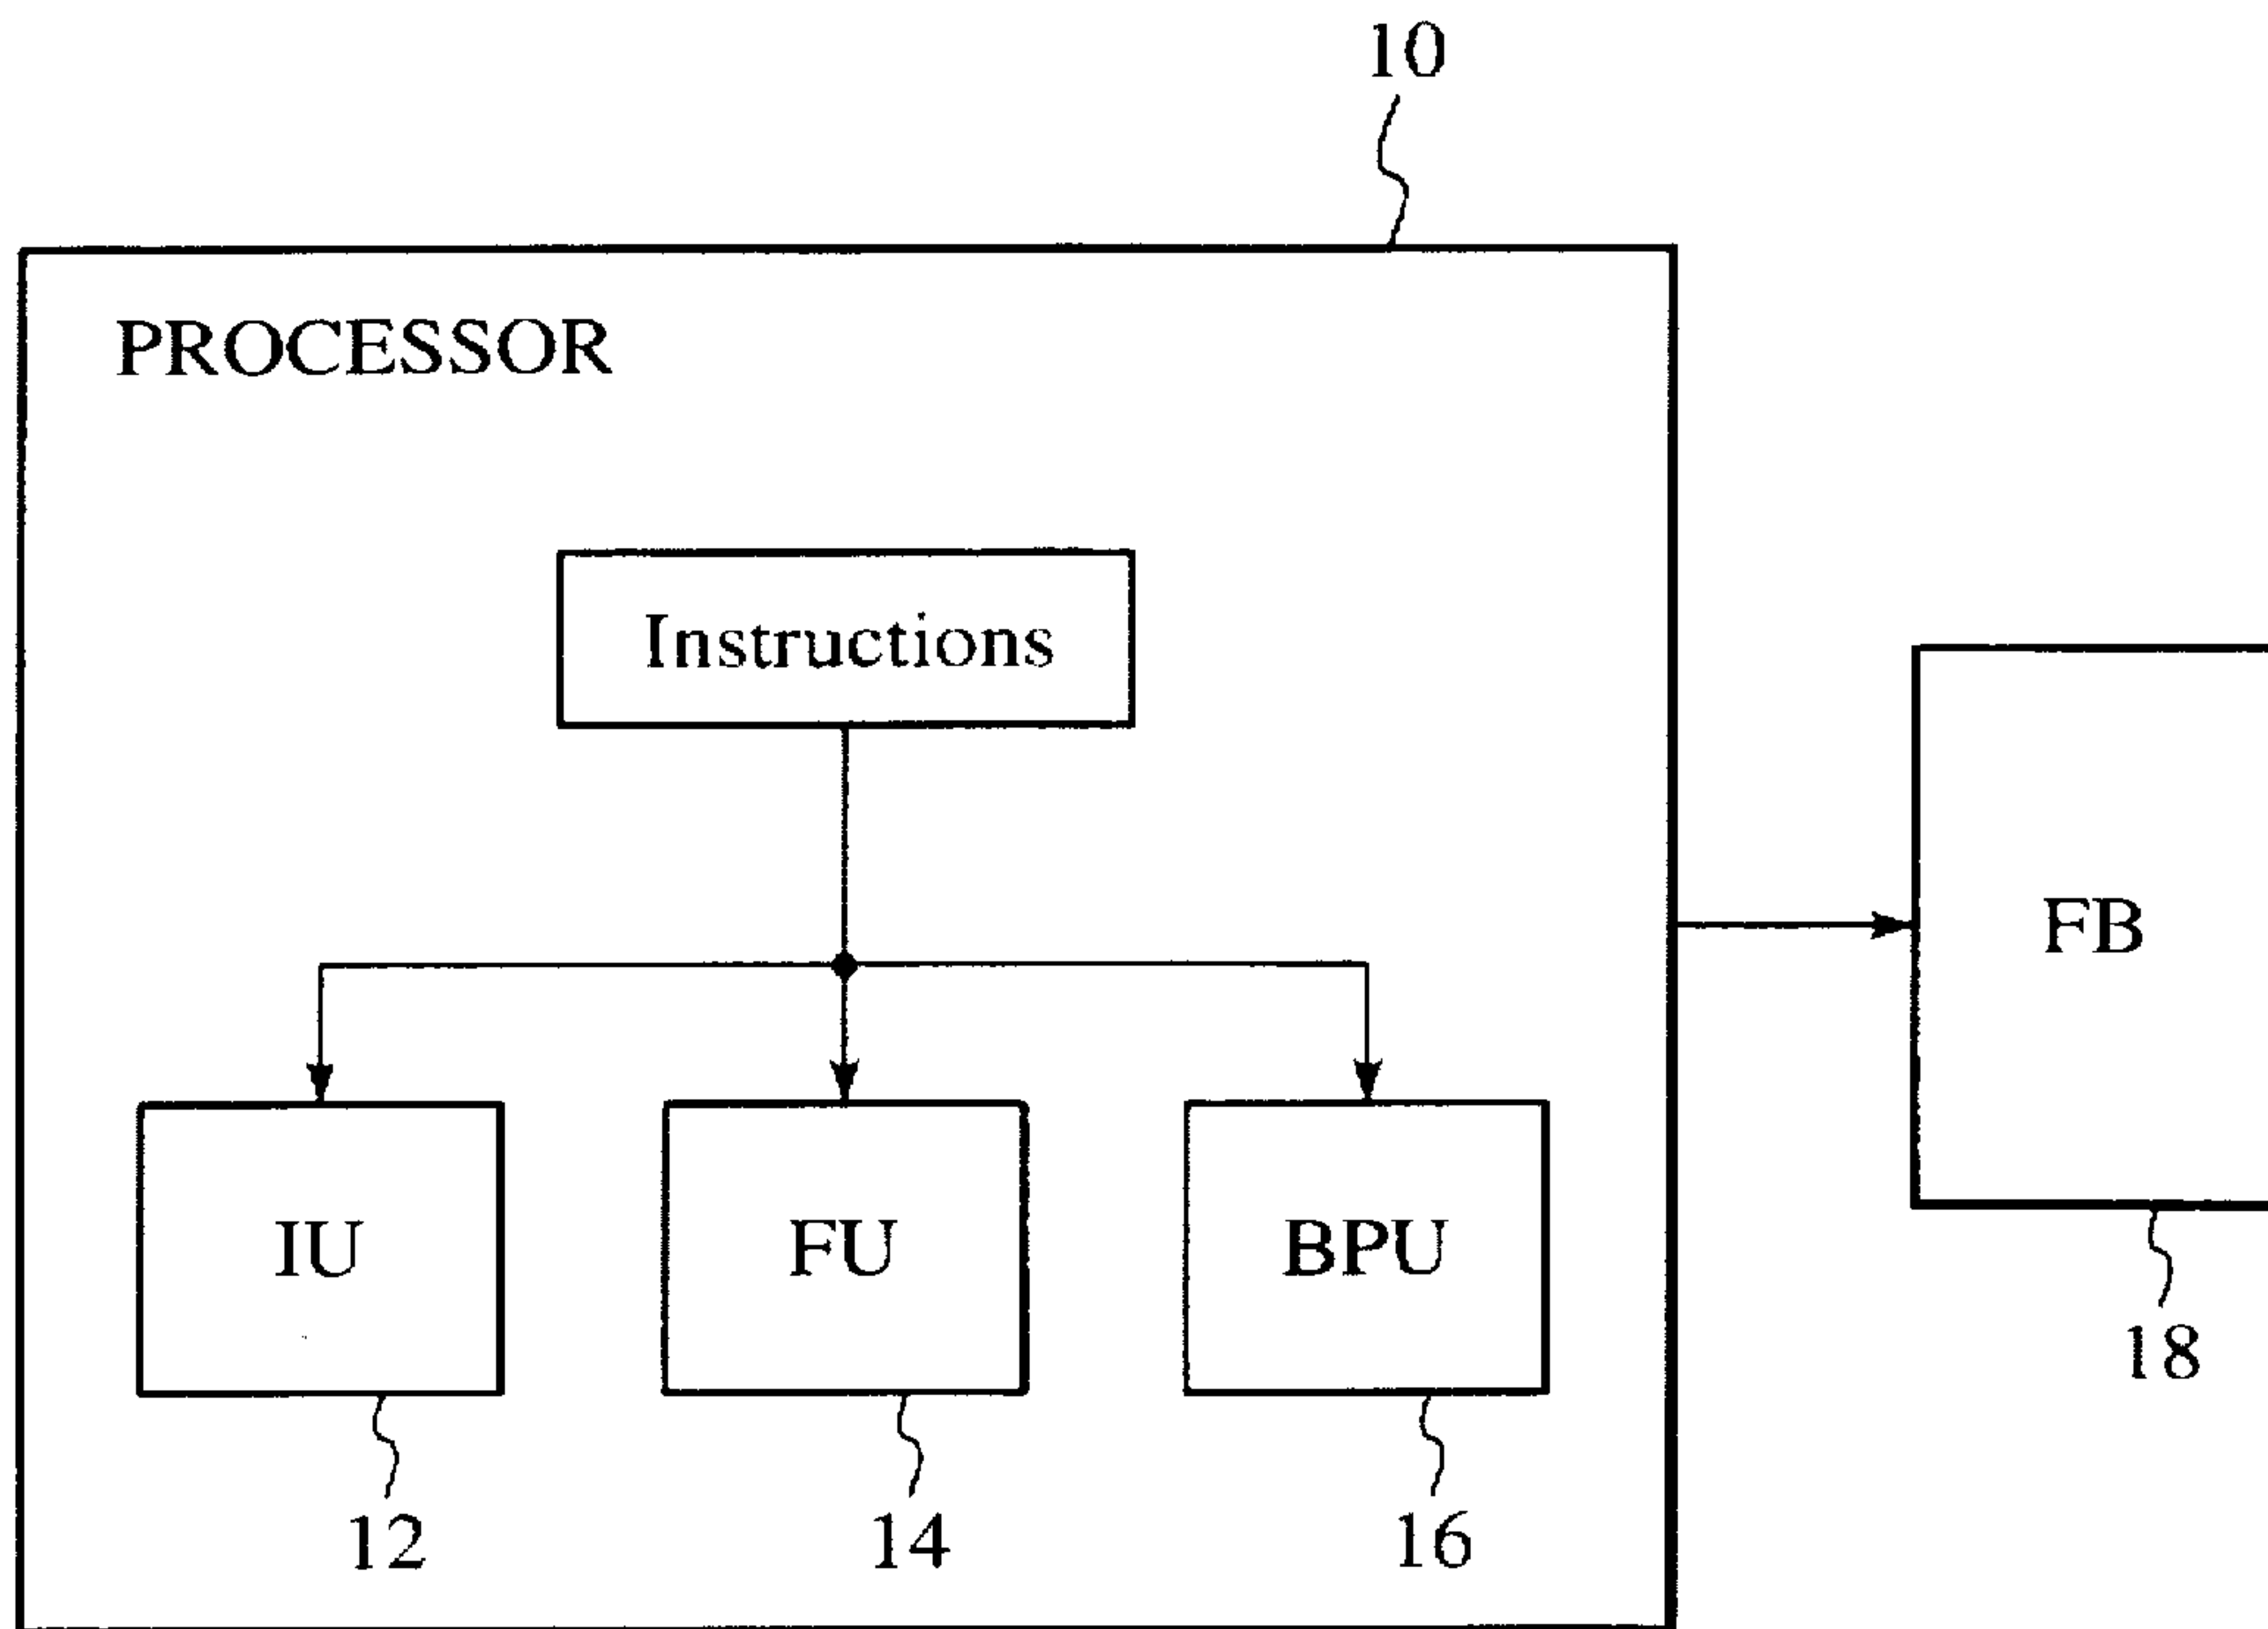 10
PROCESSOR
Instructions
FB
IU
FU
BPU
18
12
14
16